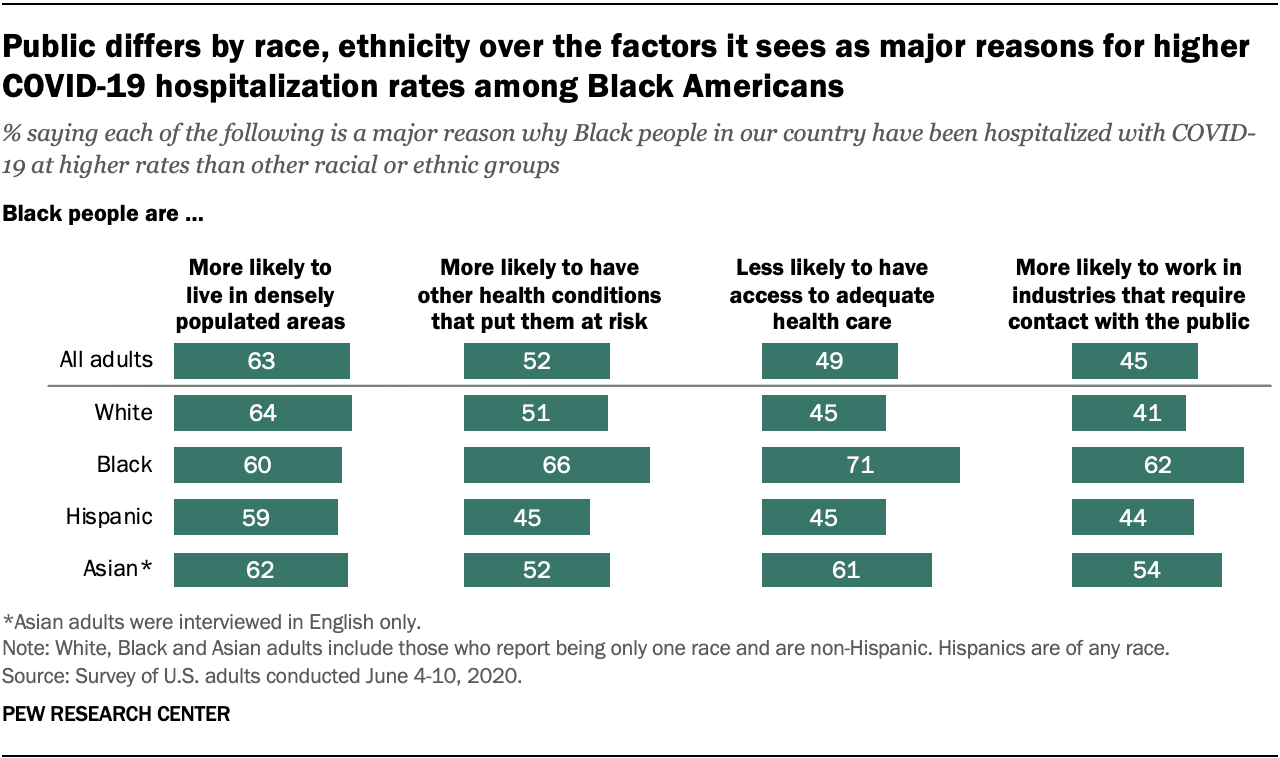 Public differs by race, ethnicity over the factors it sees as major reasons for higher
COVID-19 hospitalization rates among Black Americans
% saying each of the following is a major reason why Black people in our country have been hospitalized with COVID-
19 at higher rates than other racial or ethnic groups
Black people are ...
More likely to
live in densely
populated areas
More likely to have
other health conditions
that put them at risk
Less likely to have
access to adequate
health care
More likely to work in
industries that require
contact with the public
All adults 63 52 49 45
White 64 51 45 41
Black 60 66 71 62
Hispanic 59 45 45 44
Asian* 62 52 61 54
*Asian adults were interviewed in English only.
Note: White, Black and Asian adults include those who report being only one race and are non-Hispanic. Hispanics are of any race.
Source: Survey of U.S. adults conducted June 4-10, 2020.
PEW RESEARCH CENTER